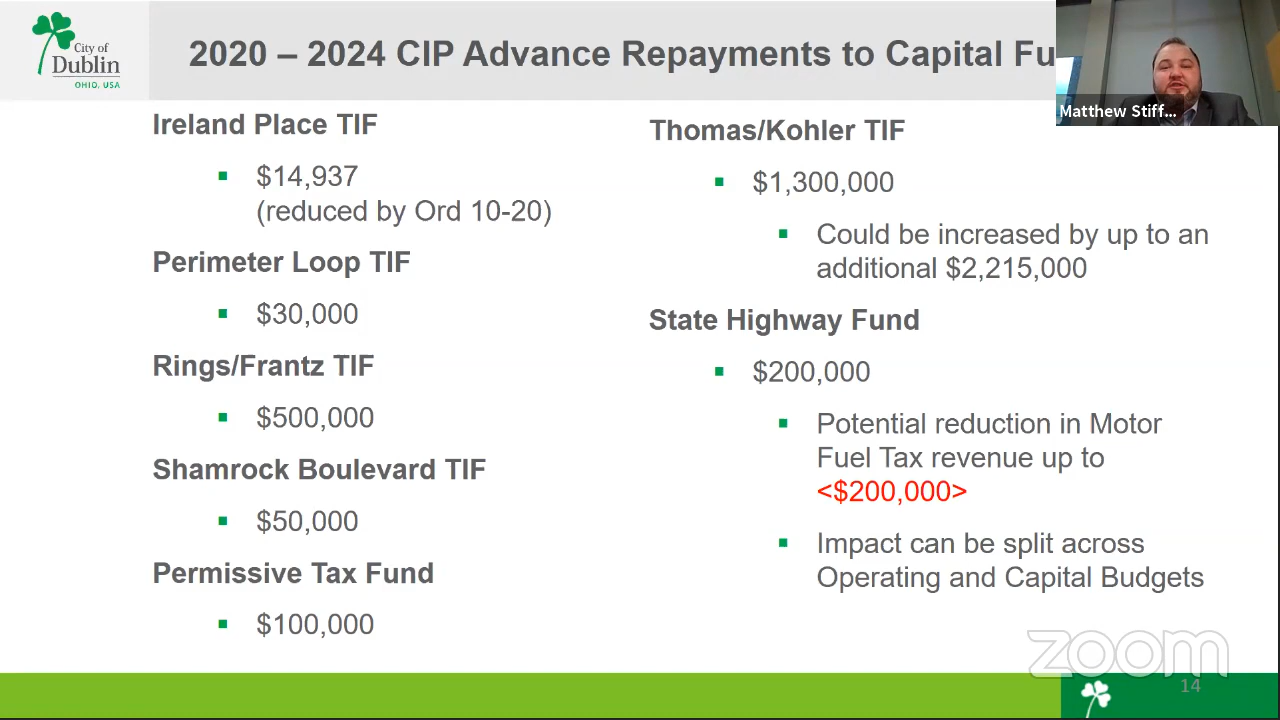 City of
Dublin
OHIO, USA
2020 – 2024 CIP Advance Repayments to Capital Fu
Matthew Stiff...
Ireland Place TIF
$14,937
(reduced by Ord 10-20)
Perimeter Loop TIF
$30,000
Rings/Frantz TIF
$500,000
Shamrock Boulevard TIF
$50,000
Permissive Tax Fund
$100,000
Thomas/Kohler TIF
$1,300,000
Could be increased by up to an
additional $2,215,000
State Highway Fund
$200,000
Potential reduction in Motor
Fuel Tax revenue up to
<$200,000>
Impact can be split across
Operating and Capital Budgets
zoom
14